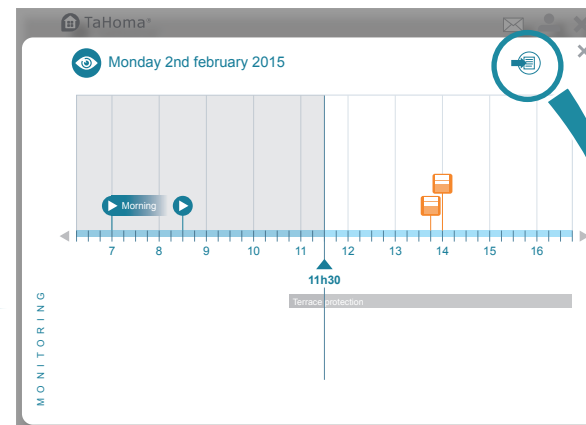 TaHoma®
Monday 2nd february 2015
Morning
7 8 9 10 11 12 13 14 15 16
11h30
Terrace protection
MONITORING